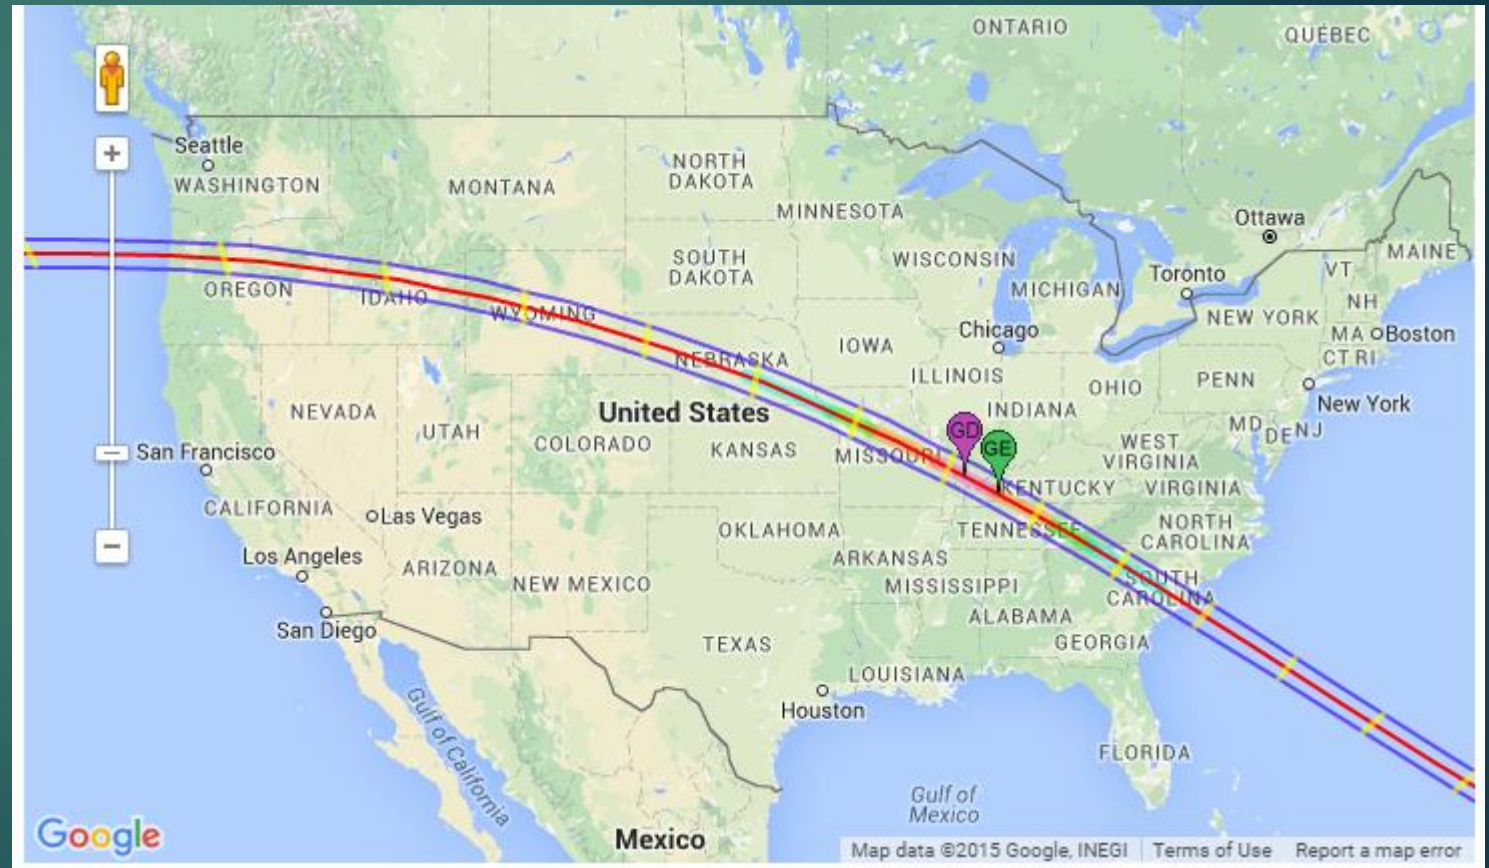 ONTARIO
QUÉBEC
+
Seattle
WASHINGTON
MONTANA
NORTH
DAKOTA
MINNESOTA
Ottawa
OREGON
IDAHO
WYOMING
SOUTH
DAKOTA
WISCONSIN
MICHIGAN
Toronto
MAINE
VT
NH
NEW YORK
MA
Boston
CT RI
NEBRASKA
IOWA
Chicago
ILLINOIS
INDIANA
OHIO
PENN
New York
NEVADA
UTAH
COLORADO
United States
KANSAS
MISSOURI
GD
GE
MD
DE
NJ
WEST
VIRGINIA
KENTUCKY
VIRGINIA
San Francisco
CALIFORNIA
Las Vegas
Los Angeles
San Diego
ARIZONA
NEW MEXICO
OKLAHOMA
ARKANSAS
TENNESSEE
NORTH
CAROLINA
MISSISSIPPI
SOUTH
CAROLINA
ALABAMA
GEORGIA
TEXAS
LOUISIANA
Houston
FLORIDA
Gulf of California
Gulf of
Mexico
Mexico
Google
Map data ©2015 Google, INEGI
Terms of Use
Report a map error